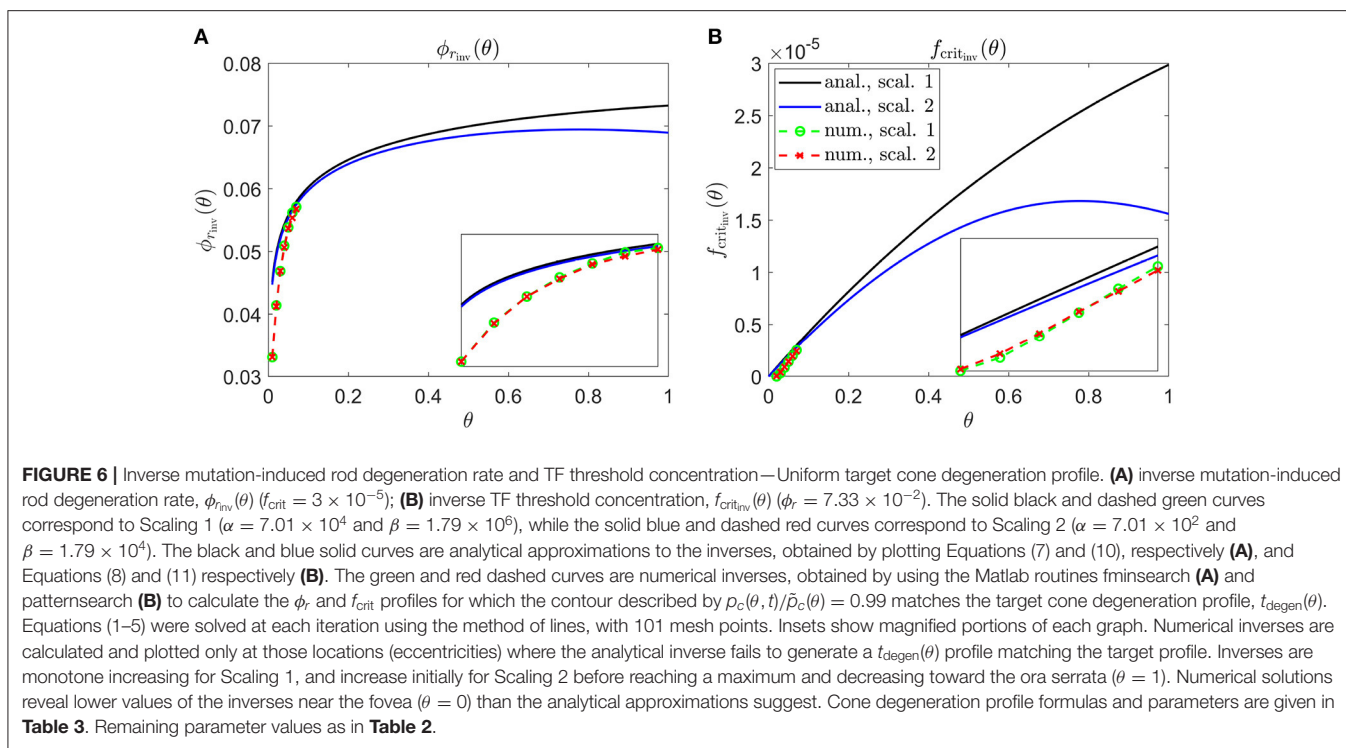 A
ϕ_{r_inv}(θ)
0.08
0.07
0.06
0.05
0.04
0.03
ϕ_{r_inv}(θ)
0 0.2 0.4 0.6 0.8 1
θ
B
×10^{-5}
f_{crit_inv}(θ)
3
2.5
2
1.5
1
0.5
0
f_{crit_inv}(θ)
anal., scal. 1
anal., scal. 2
num., scal. 1
num., scal. 2
0 0.2 0.4 0.6 0.8 1
θ
FIGURE 6 | Inverse mutation-induced rod degeneration rate and TF threshold concentration—Uniform target cone degeneration profile. (A) inverse mutation-induced
rod degeneration rate, ϕ_{r_inv}(θ) (f_crit = 3 × 10^{-5}); (B) inverse TF threshold concentration, f_{crit_inv}(θ) (ϕ_r = 7.33 × 10^{-2}). The solid black and dashed green curves
correspond to Scaling 1 (α = 7.01 × 10^4 and β = 1.79 × 10^6), while the solid blue and dashed red curves correspond to Scaling 2 (α = 7.01 × 10^2 and
β = 1.79 × 10^4). The black and blue solid curves are analytical approximations to the inverses, obtained by plotting Equations (7) and (10), respectively (A), and
Equations (8) and (11) respectively (B). The green and red dashed curves are numerical inverses, obtained by using the Matlab routines fminsearch (A) and
patternsearch (B) to calculate the ϕ_r and f_crit profiles for which the contour described by p_c(θ, t)/p̃_c(θ) = 0.99 matches the target cone degeneration profile, t_degen(θ).
Equations (1–5) were solved at each iteration using the method of lines, with 101 mesh points. Insets show magnified portions of each graph. Numerical inverses are
calculated and plotted only at those locations (eccentricities) where the analytical inverse fails to generate a t_degen(θ) profile matching the target profile. Inverses are
monotone increasing for Scaling 1, and increase initially for Scaling 2 before reaching a maximum and decreasing toward the ora serrata (θ = 1). Numerical solutions
reveal lower values of the inverses near the fovea (θ = 0) than the analytical approximations suggest. Cone degeneration profile formulas and parameters are given in
Table 3. Remaining parameter values as in Table 2.